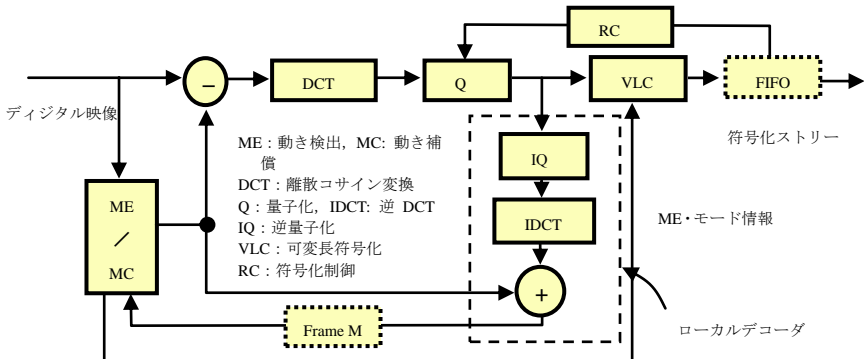 RC
−
DCT
Q
VLC
FIFO
ディジタル映像
符号化ストリー
ME：動き検出，MC: 動き補
償
DCT：離散コサイン変換
Q：量子化，IDCT: 逆 DCT
IQ：逆量子化
VLC：可変長符号化
RC：符号化制御
IQ
ME
／
MC
IDCT
ME・モード情報
+
Frame M
ローカルデコーダ